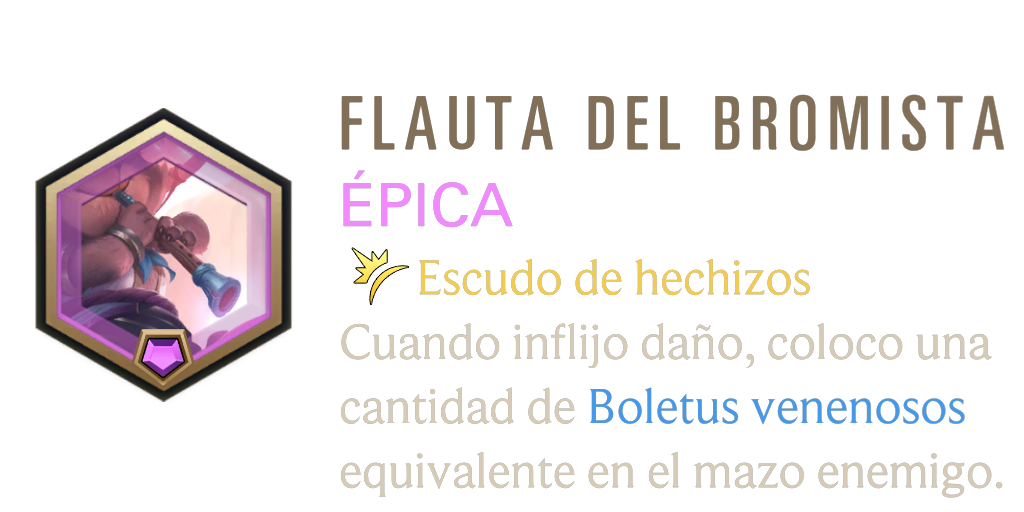 FLAUTA DEL BROMISTA
ÉPICA
Escudo de hechizos
Cuando inflijo daño, coloco una
cantidad de Boletus venenosos
equivalente en el mazo enemigo.